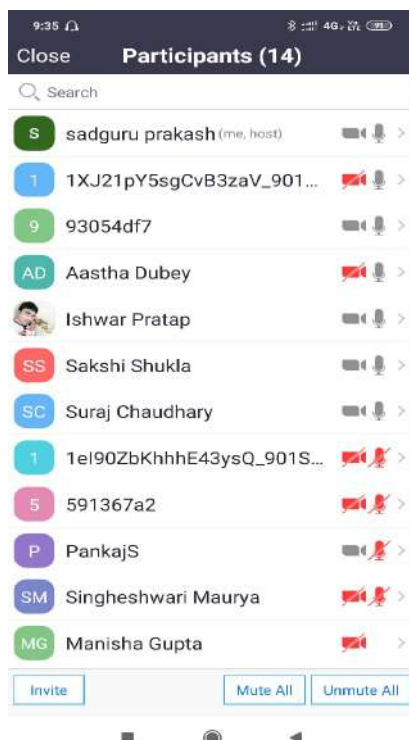 9:35 4G
Close Participants (14)
Search
S sadguru prakash (me, host)
1 1XJ21pY5sgCvB3zaV_901...
9 93054df7
AD Aastha Dubey
Ishwar Pratap
SS Sakshi Shukla
SC Suraj Chaudhary
1 1eI90ZbKhhhE43ysQ_901S...
5 591367a2
P PankajS
SM Singheshwari Maurya
MG Manisha Gupta
Invite Mute All Unmute All